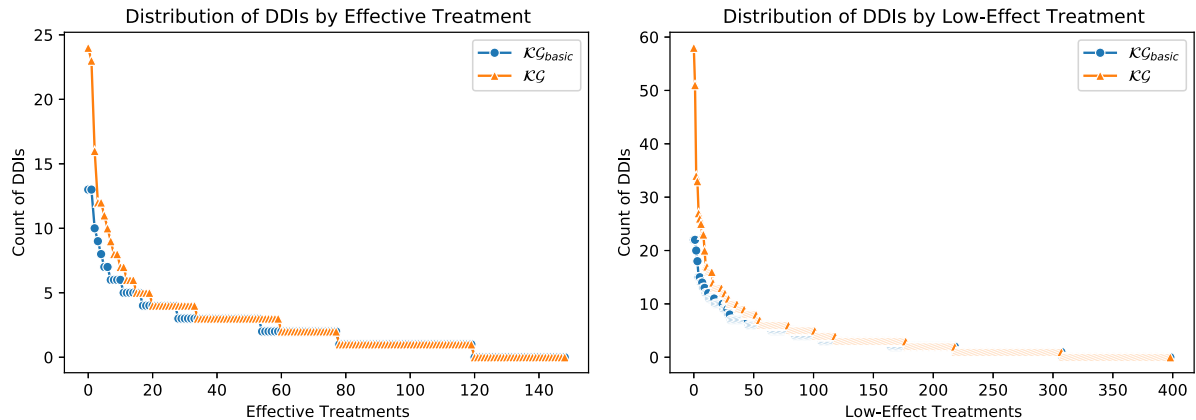 Distribution of DDIs by Effective Treatment
Count of DDIs
25
20
15
10
5
0
0 20 40 60 80 100 120 140
Effective Treatments
𝒦𝒢basic
𝒦𝒢
Distribution of DDIs by Low-Effect Treatment
Count of DDIs
60
50
40
30
20
10
0
0 50 100 150 200 250 300 350 400
Low-Effect Treatments
𝒦𝒢basic
𝒦𝒢